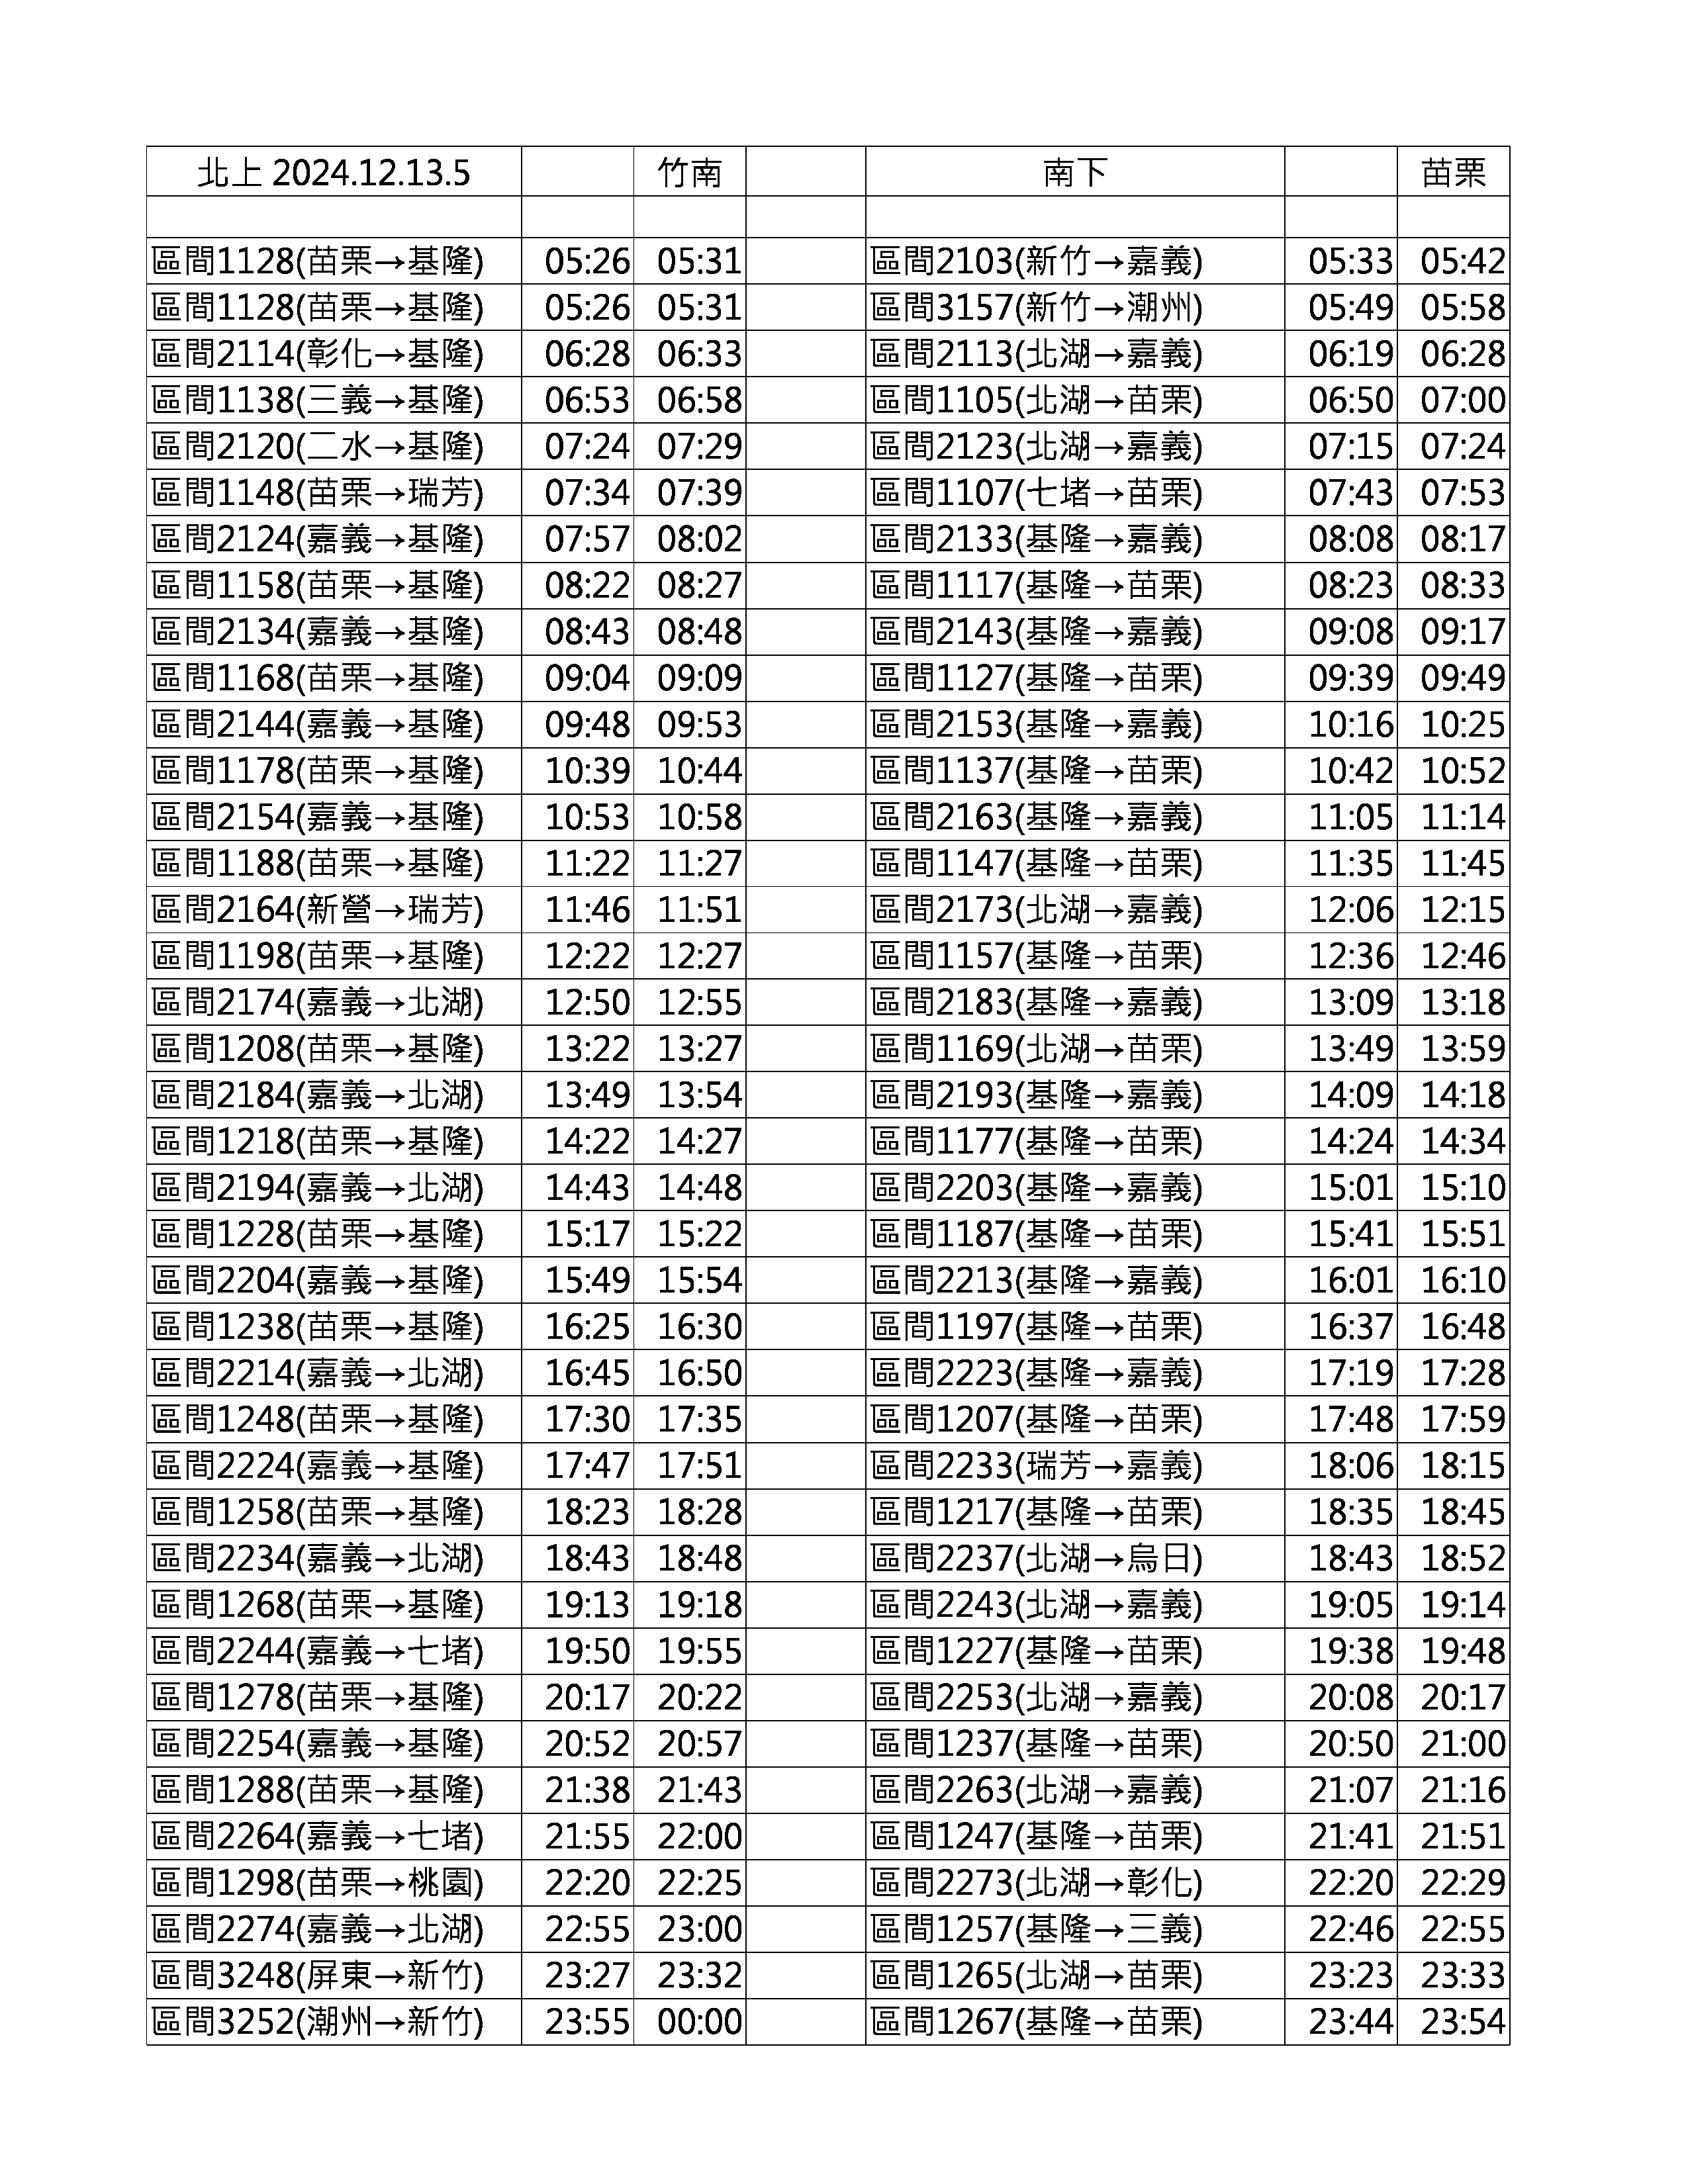 北上 2024.12.13.5 竹南 南下 苗栗
區間1128(苗栗→基隆) 05:26 05:31 區間2103(新竹→嘉義) 05:33 05:42
區間1128(苗栗→基隆) 05:26 05:31 區間3157(新竹→潮州) 05:49 05:58
區間2114(彰化→基隆) 06:28 06:33 區間2113(北湖→嘉義) 06:19 06:28
區間1138(三義→基隆) 06:53 06:58 區間1105(北湖→苗栗) 06:50 07:00
區間2120(二水→基隆) 07:24 07:29 區間2123(北湖→嘉義) 07:15 07:24
區間1148(苗栗→瑞芳) 07:34 07:39 區間1107(七堵→苗栗) 07:43 07:53
區間2124(嘉義→基隆) 07:57 08:02 區間2133(基隆→嘉義) 08:08 08:17
區間1158(苗栗→基隆) 08:22 08:27 區間1117(基隆→苗栗) 08:23 08:33
區間2134(嘉義→基隆) 08:43 08:48 區間2143(基隆→嘉義) 09:08 09:17
區間1168(苗栗→基隆) 09:04 09:09 區間1127(基隆→苗栗) 09:39 09:49
區間2144(嘉義→基隆) 09:48 09:53 區間2153(基隆→嘉義) 10:16 10:25
區間1178(苗栗→基隆) 10:39 10:44 區間1137(基隆→苗栗) 10:42 10:52
區間2154(嘉義→基隆) 10:53 10:58 區間2163(基隆→嘉義) 11:05 11:14
區間1188(苗栗→基隆) 11:22 11:27 區間1147(基隆→苗栗) 11:35 11:45
區間2164(新營→瑞芳) 11:46 11:51 區間2173(北湖→嘉義) 12:06 12:15
區間1198(苗栗→基隆) 12:22 12:27 區間1157(基隆→苗栗) 12:36 12:46
區間2174(嘉義→北湖) 12:50 12:55 區間2183(基隆→嘉義) 13:09 13:18
區間1208(苗栗→基隆) 13:22 13:27 區間1169(北湖→苗栗) 13:49 13:59
區間2184(嘉義→北湖) 13:49 13:54 區間2193(基隆→嘉義) 14:09 14:18
區間1218(苗栗→基隆) 14:22 14:27 區間1177(基隆→苗栗) 14:24 14:34
區間2194(嘉義→北湖) 14:43 14:48 區間2203(基隆→嘉義) 15:01 15:10
區間1228(苗栗→基隆) 15:17 15:22 區間1187(基隆→苗栗) 15:41 15:51
區間2204(嘉義→基隆) 15:49 15:54 區間2213(基隆→嘉義) 16:01 16:10
區間1238(苗栗→基隆) 16:25 16:30 區間1197(基隆→苗栗) 16:37 16:48
區間2214(嘉義→北湖) 16:45 16:50 區間2223(基隆→嘉義) 17:19 17:28
區間1248(苗栗→基隆) 17:30 17:35 區間1207(基隆→苗栗) 17:48 17:59
區間2224(嘉義→基隆) 17:47 17:51 區間2233(瑞芳→嘉義) 18:06 18:15
區間1258(苗栗→基隆) 18:23 18:28 區間1217(基隆→苗栗) 18:35 18:45
區間2234(嘉義→北湖) 18:43 18:48 區間2237(北湖→烏日) 18:43 18:52
區間1268(苗栗→基隆) 19:13 19:18 區間2243(北湖→嘉義) 19:05 19:14
區間2244(嘉義→七堵) 19:50 19:55 區間1227(基隆→苗栗) 19:38 19:48
區間1278(苗栗→基隆) 20:17 20:22 區間2253(北湖→嘉義) 20:08 20:17
區間2254(嘉義→基隆) 20:52 20:57 區間1237(基隆→苗栗) 20:50 21:00
區間1288(苗栗→基隆) 21:38 21:43 區間2263(北湖→嘉義) 21:07 21:16
區間2264(嘉義→七堵) 21:55 22:00 區間1247(基隆→苗栗) 21:41 21:51
區間1298(苗栗→桃園) 22:20 22:25 區間2273(北湖→彰化) 22:20 22:29
區間2274(嘉義→北湖) 22:55 23:00 區間1257(基隆→三義) 22:46 22:55
區間3248(屏東→新竹) 23:27 23:32 區間1265(北湖→苗栗) 23:23 23:33
區間3252(潮州→新竹) 23:55 00:00 區間1267(基隆→苗栗) 23:44 23:54